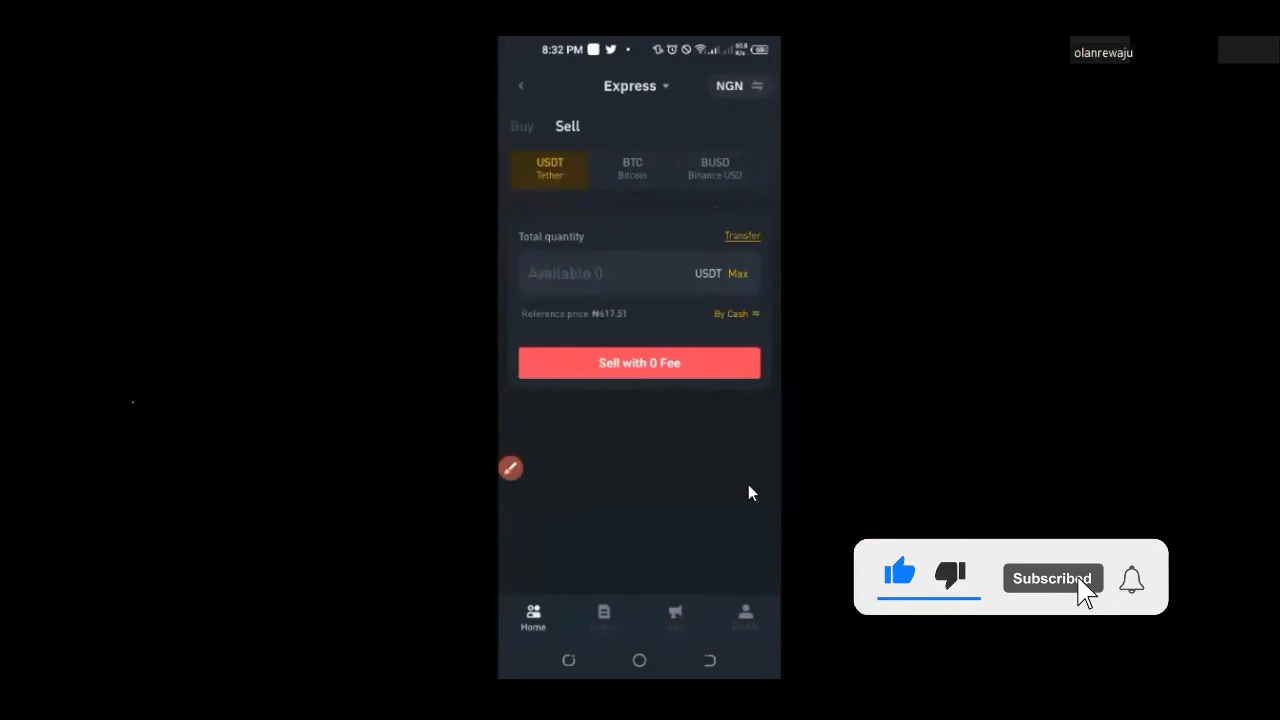 olanrewaju
8:32 PM
Express
NGN
Buy Sell
USDT BTC BUSD
Tether Bitcoin Binance USD
Total quantity Transfer
Available 0 USDT Max
Reference price ₦617.51 By Cash
Sell with 0 Fee
Subscribed
Home